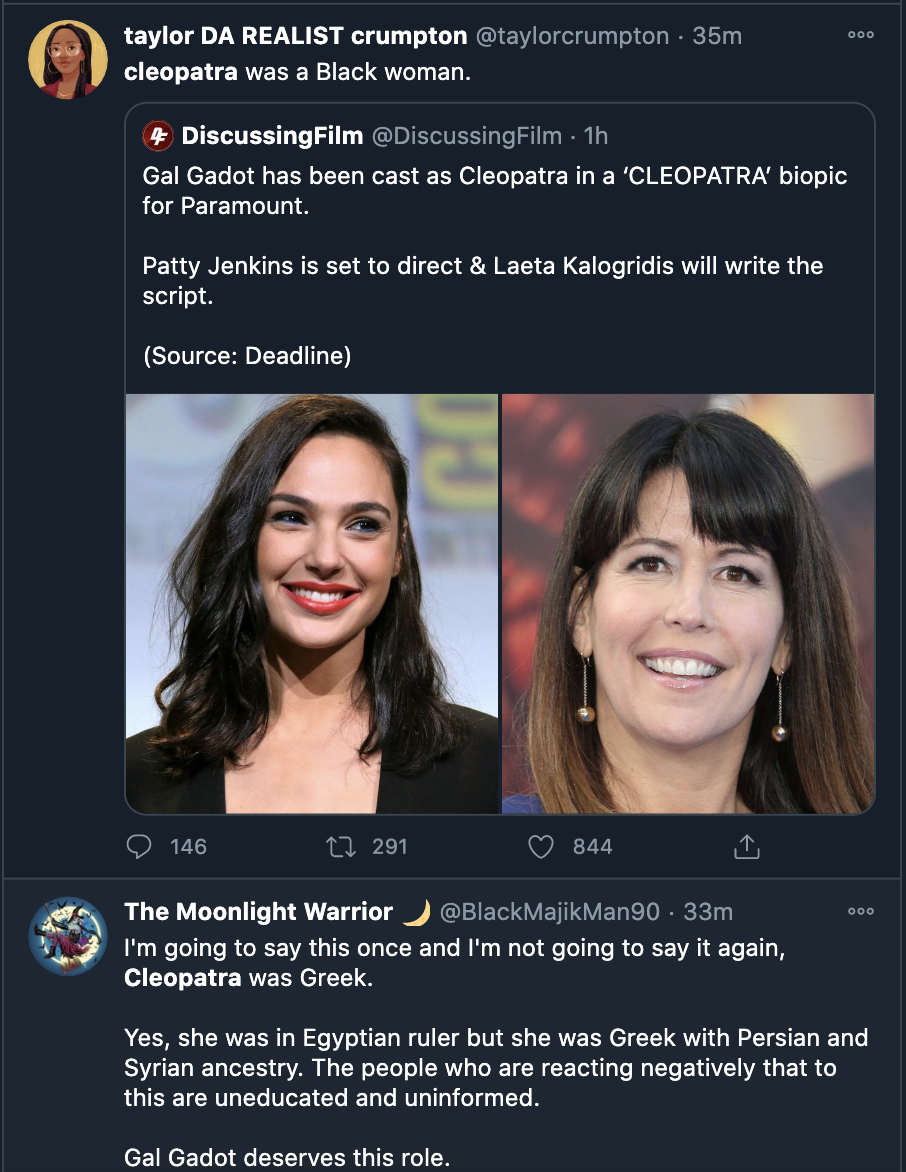 taylor DA REALIST crumpton @taylorcrumpton · 35m
cleopatra was a Black woman.
DiscussingFilm @DiscussingFilm · 1h
Gal Gadot has been cast as Cleopatra in a ‘CLEOPATRA’ biopic
for Paramount.
Patty Jenkins is set to direct & Laeta Kalogridis will write the
script.
(Source: Deadline)
146 291 844
The Moonlight Warrior 🌙 @BlackMajikMan90 · 33m
I'm going to say this once and I'm not going to say it again,
Cleopatra was Greek.
Yes, she was in Egyptian ruler but she was Greek with Persian and
Syrian ancestry. The people who are reacting negatively that to
this are uneducated and uninformed.
Gal Gadot deserves this role.